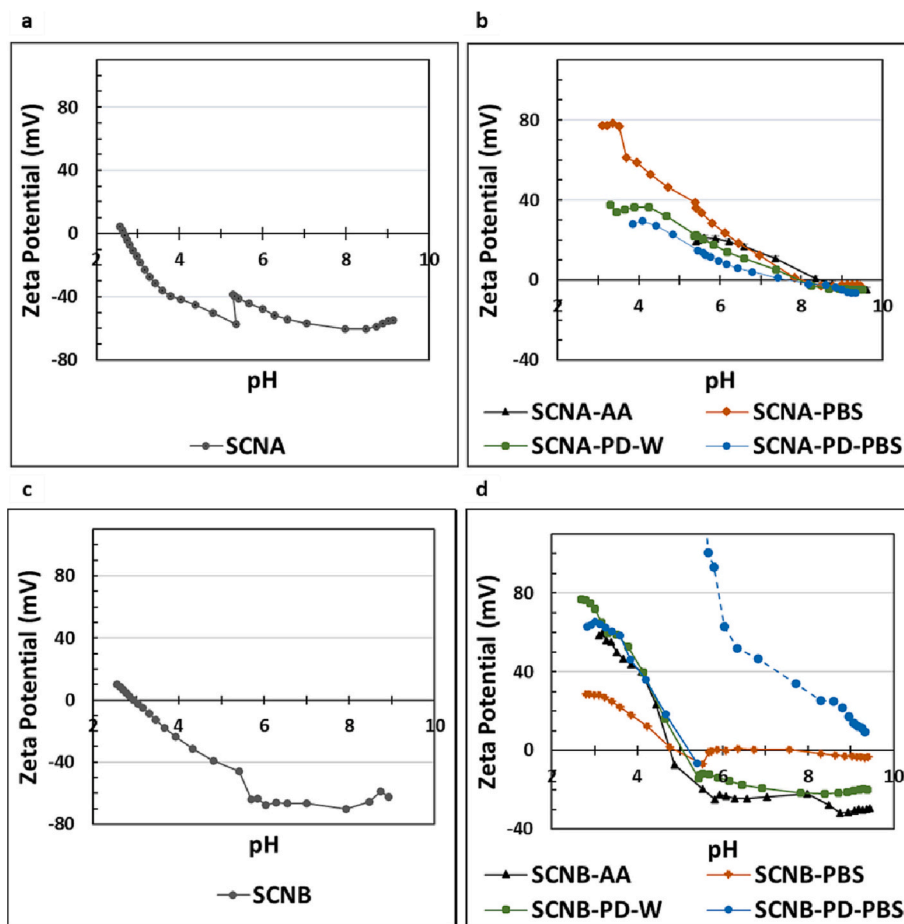 a
Zeta Potential (mV)
80
40
0
-40
-80
2
4
6
8
10
pH
SCNA
b
Zeta Potential (mV)
80
40
0
-40
2
4
6
8
10
pH
SCNA-AA
SCNA-PBS
SCNA-PD-W
SCNA-PD-PBS
c
Zeta Potential (mV)
80
40
0
-40
-80
2
4
6
8
10
pH
SCNB
d
Zeta Potential (mV)
80
40
0
-40
2
4
6
8
10
pH
SCNB-AA
SCNB-PBS
SCNB-PD-W
SCNB-PD-PBS